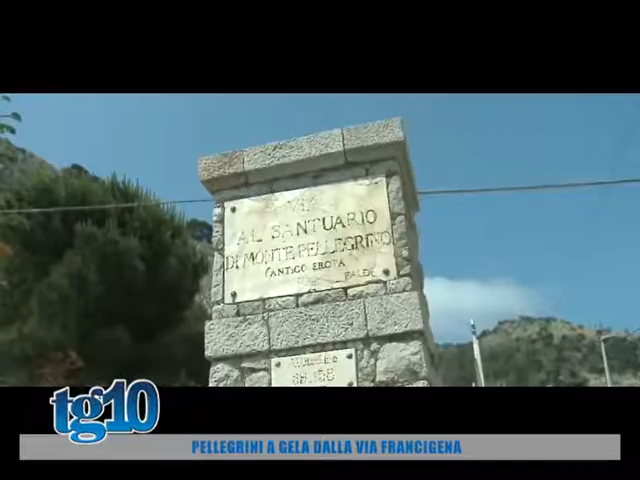 VIA
AL SANTUARIO
DI MONTE PELLEGRINO
(ANTICO EROTA
tg10
PELLEGRINI A GELA DALLA VIA FRANCIGENA